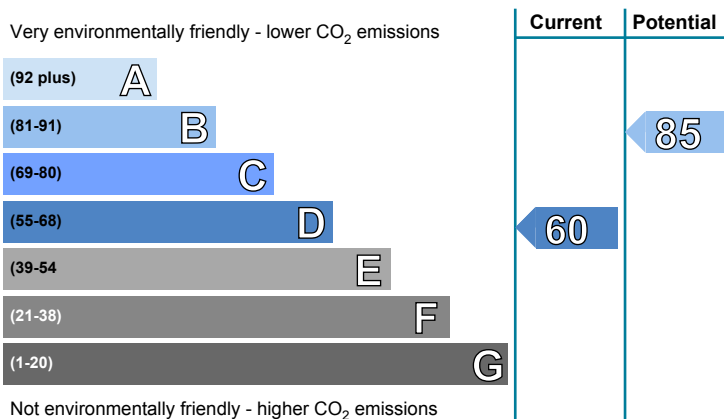 Current Potential
Very environmentally friendly - lower CO2 emissions
(92 plus) A
(81-91) B
85
(69-80) C
(55-68) D
60
(39-54 E
(21-38) F
(1-20) G
Not environmentally friendly - higher CO2 emissions